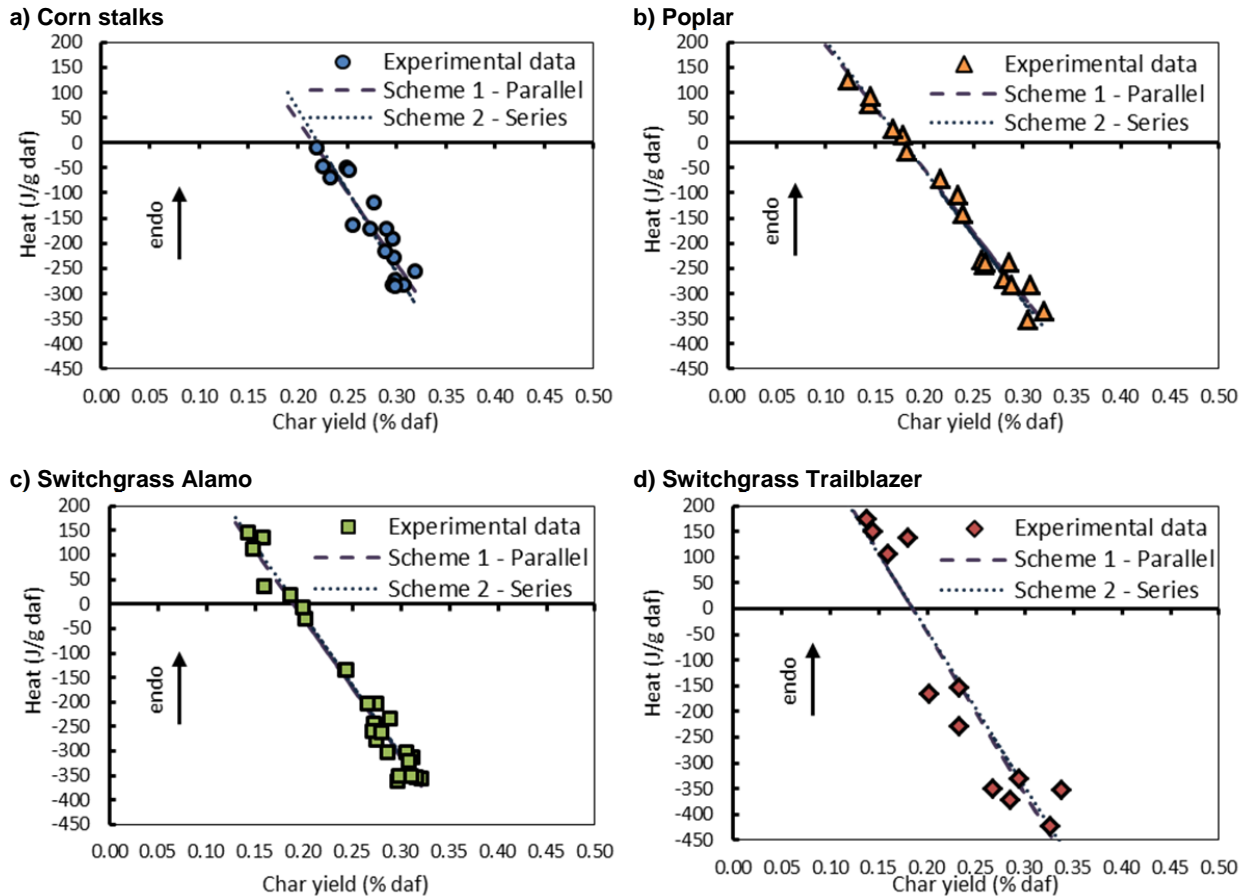 a) Corn stalks
200
150
100
50
0
-50
-100
-150
-200
-250
-300
-350
-400
-450
Heat (J/g daf)
endo
Experimental data
Scheme 1 - Parallel
Scheme 2 - Series
0.00 0.10 0.10 0.15 0.20 0.25 0.30 0.35 0.40 0.45 0.50
Char yield (% daf)
b) Poplar
200
150
100
50
0
-50
-100
-150
-200
-250
-300
-350
-400
-450
Heat (J/g daf)
endo
Experimental data
Scheme 1 - Parallel
Scheme 2 - Series
0.00 0.05 0.10 0.15 0.20 0.25 0.30 0.35 0.40 0.45 0.50
Char yield (% daf)
c) Switchgrass Alamo
200
150
100
50
0
-50
-100
-150
-200
-250
-300
-350
-400
-450
Heat (J/g daf)
endo
Experimental data
Scheme 1 - Parallel
Scheme 2 - Series
0.00 0.05 0.10 0.15 0.20 0.25 0.30 0.35 0.40 0.45 0.50
Char yield (% daf)
d) Switchgrass Trailblazer
200
150
100
50
0
-50
-100
-150
-200
-250
-300
-350
-400
-450
Heat (J/g daf)
endo
Experimental data
Scheme 1 - Parallel
Scheme 2 - Series
0.00 0.05 0.10 0.15 0.20 0.25 0.30 0.35 0.40 0.45 0.50
Char yield (% daf)